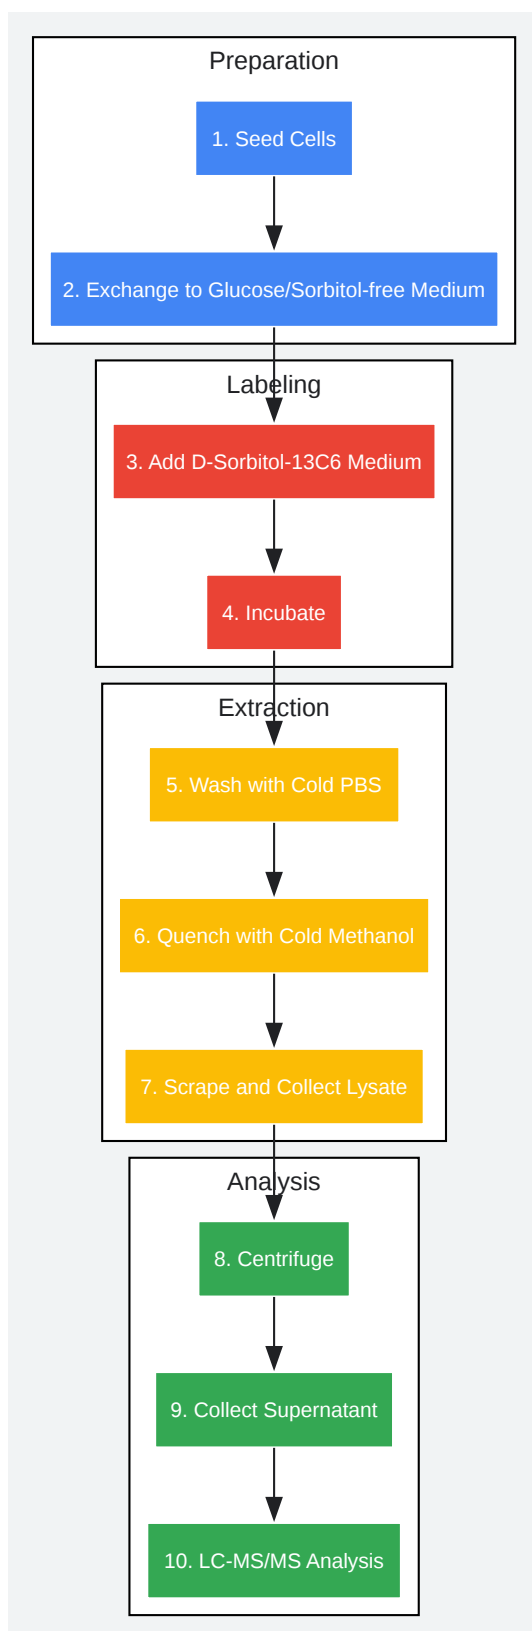 Preparation
1. Seed Cells
2. Exchange to Glucose/Sorbitol-free Medium
Labeling
3. Add D-Sorbitol-13C6 Medium
4. Incubate
Extraction
5. Wash with Cold PBS
6. Quench with Cold Methanol
7. Scrape and Collect Lysate
Analysis
8. Centrifuge
9. Collect Supernatant
10. LC-MS/MS Analysis